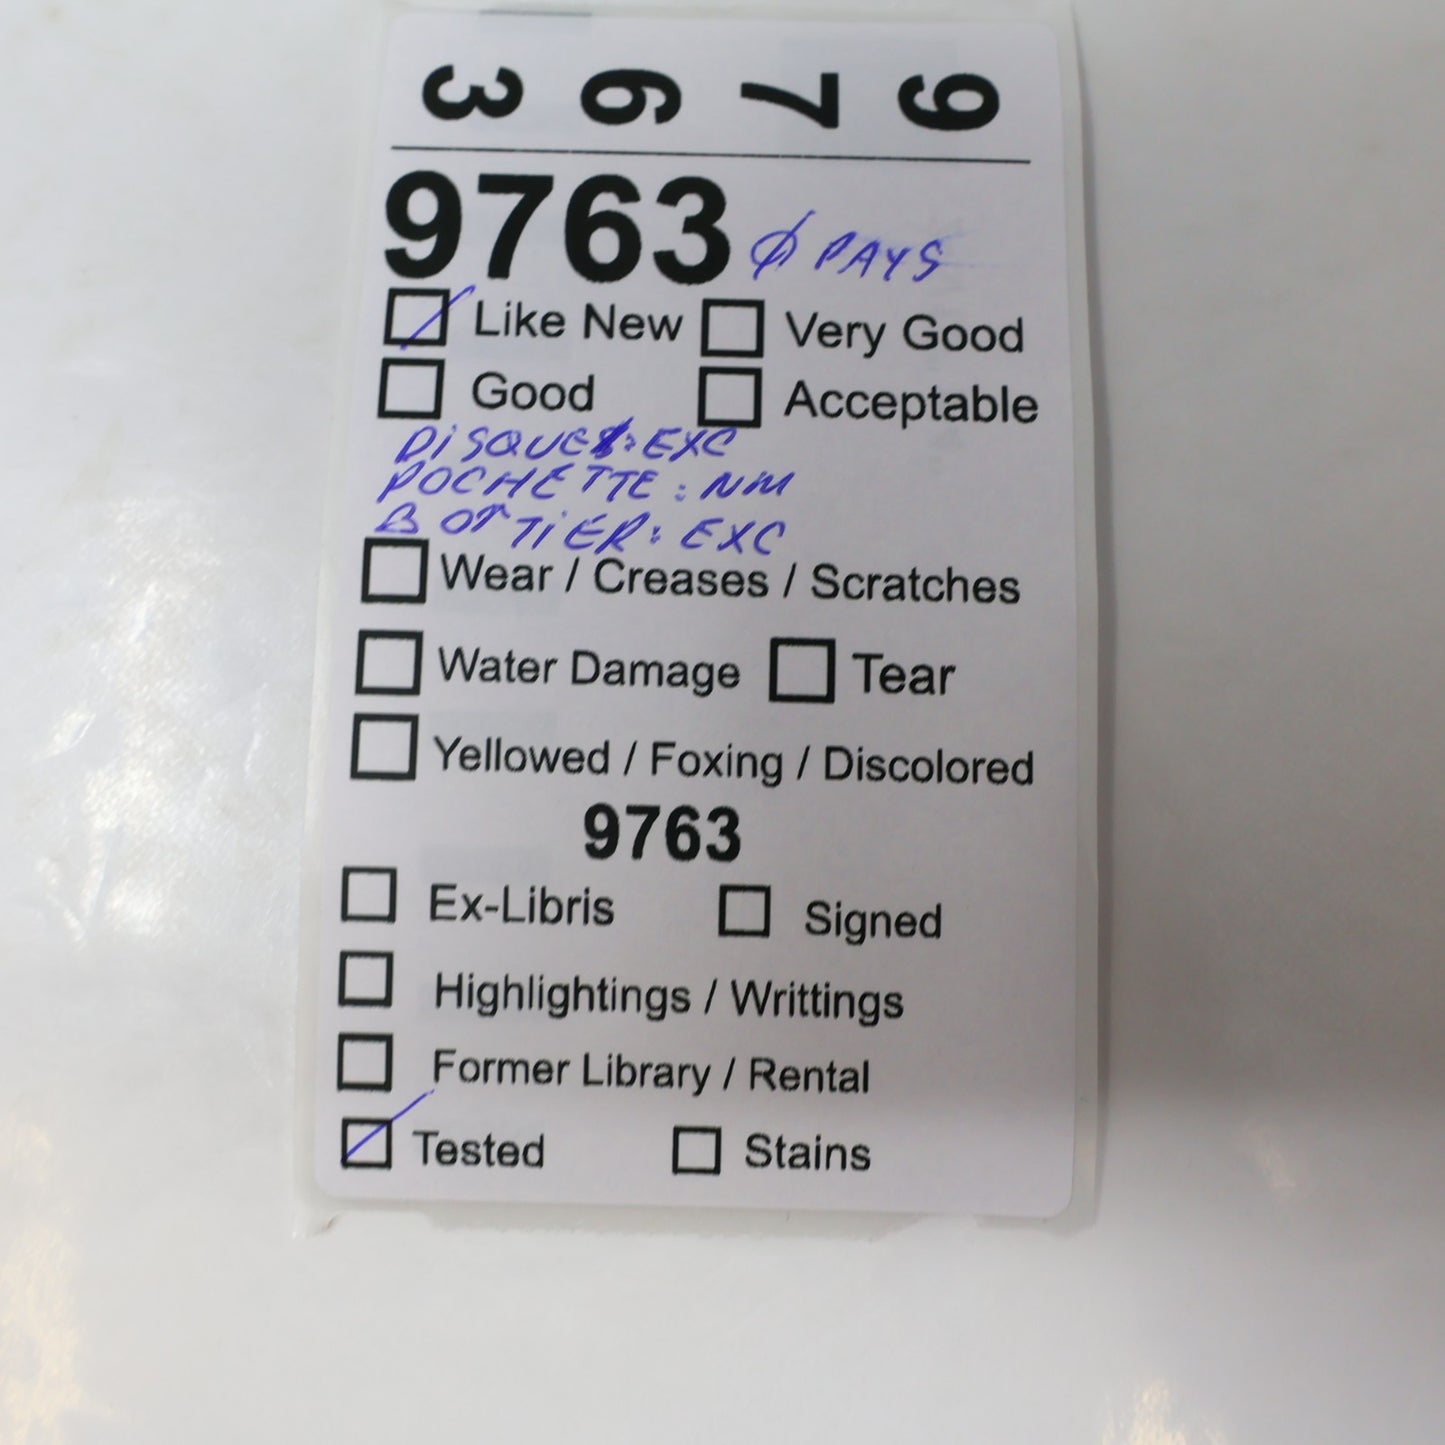 9 7 6 3
9763 Ø PAYS
Like New Very Good
Good Acceptable
DISQUE: EXC
POCHETTE: NM
BOITIER: EXC
Wear / Creases / Scratches
Water Damage Tear
Yellowed / Foxing / Discolored
9763
Ex-Libris Signed
Highlightings / Writtings
Former Library / Rental
Tested Stains